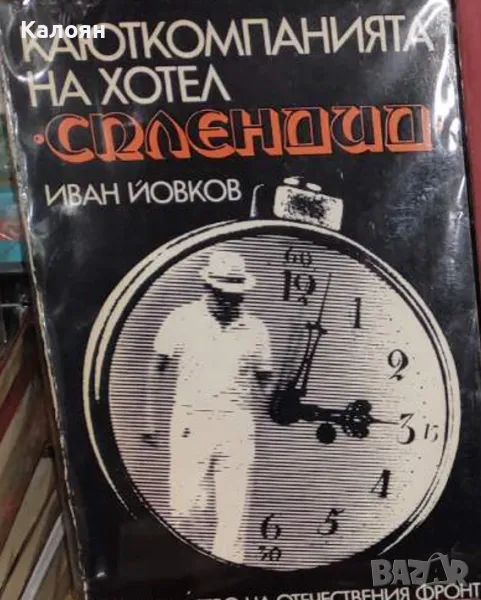 Калоян
КАЮТКОМПАНИЯТА
НА ХОТЕЛ
"СПЛЕНДИД"
ИВАН ЙОВКОВ
60
12
1
2
3 15
4
5
6
30
НА ОТЕЧЕСТВЕНИЯ ФРОНТ
BAZAR